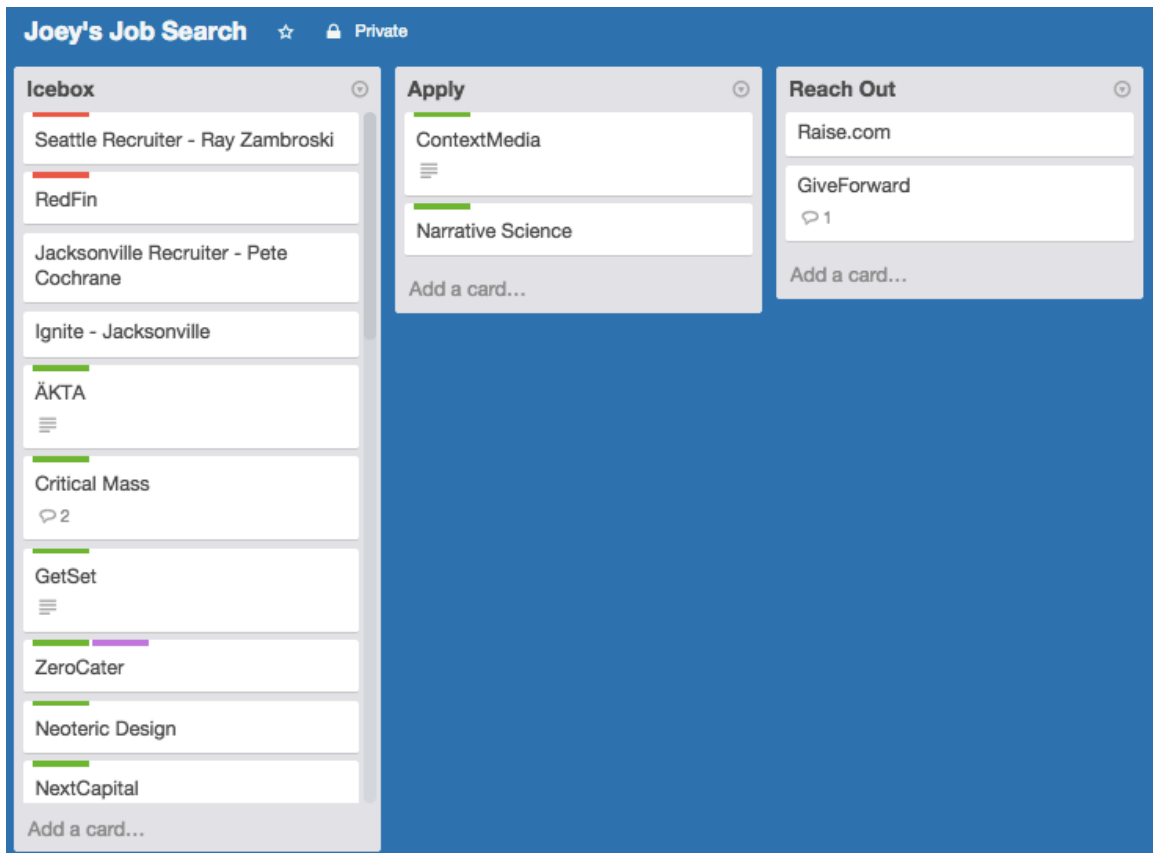 Joey's Job Search
Private
Icebox
Seattle Recruiter - Ray Zambroski
RedFin
Jacksonville Recruiter - Pete
Cochrane
Ignite - Jacksonville
ÄKTA
Critical Mass
2
GetSet
ZeroCater
Neoteric Design
NextCapital
Add a card...
Apply
ContextMedia
Narrative Science
Add a card...
Reach Out
Raise.com
GiveForward
1
Add a card...